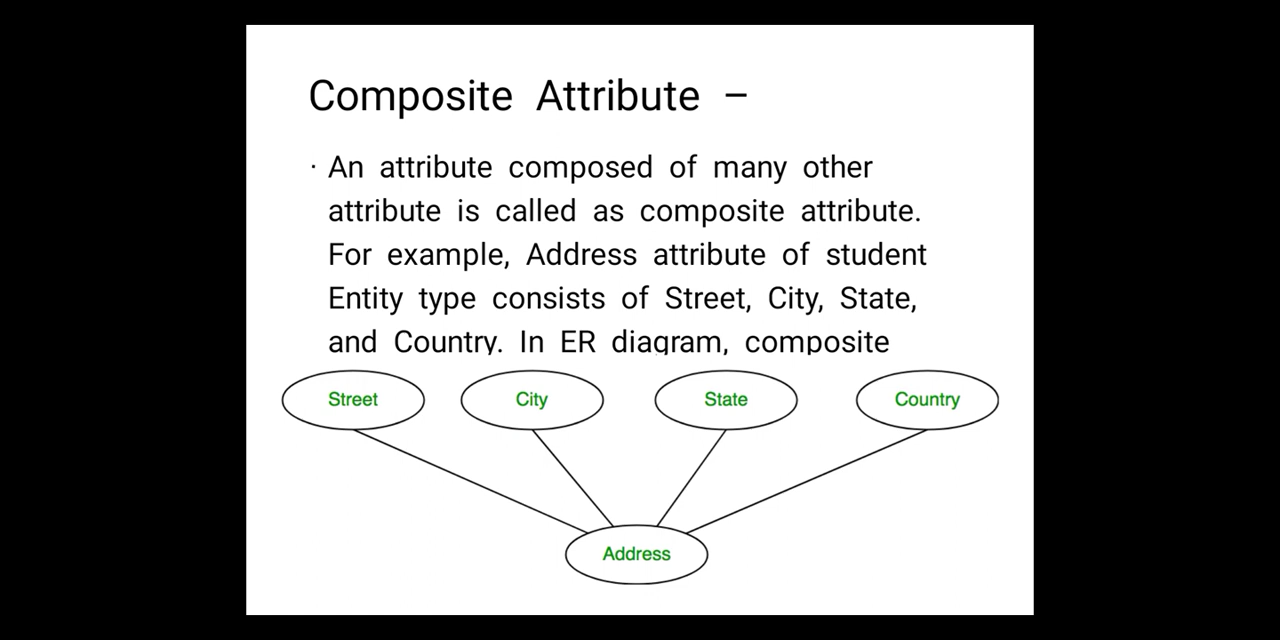 Composite Attribute –
· An attribute composed of many other
attribute is called as composite attribute.
For example, Address attribute of student
Entity type consists of Street, City, State,
and Country. In ER diagram, composite
Street City State Country
Address